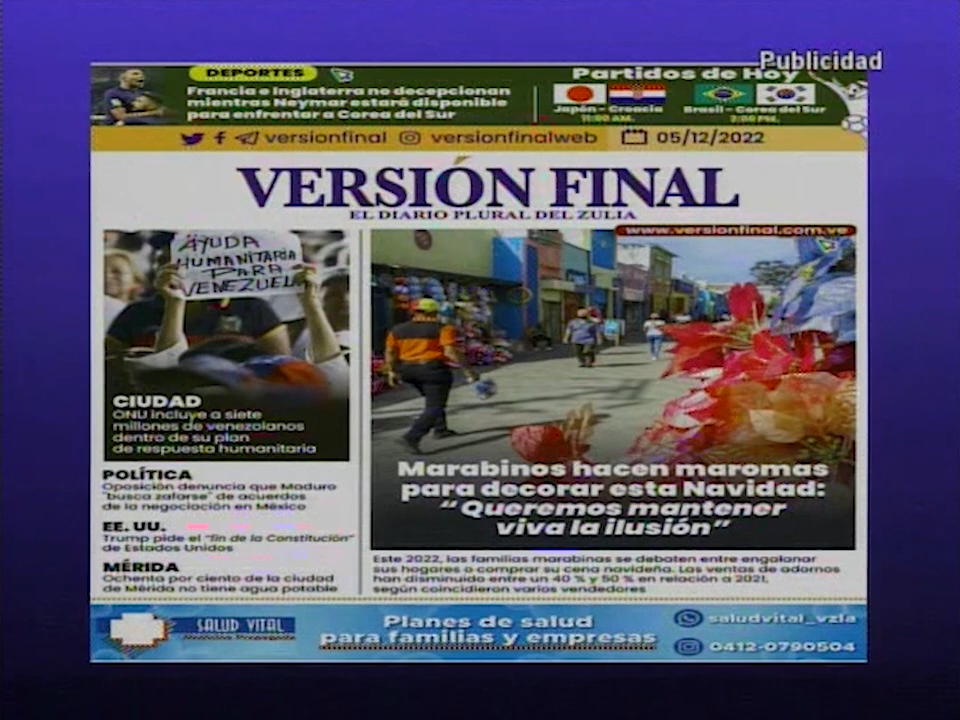 Publicidad
DEPORTES
Francia e Inglaterra no decepcionan
mientras Neymar estará disponible
para enfrentar a Corea del Sur
Partidos de Hoy
Japón - Croacia
11:00 AM.
Brasil - Corea del Sur
2:00 PM.
versionfinal
versionfinalweb
05/12/2022
VERSIÓN FINAL
EL DIARIO PLURAL DEL ZULIA
www.versionfinal.com.ve
AYUDA
HUMANITARIA
PARA
VENEZUEL
CIUDAD
ONU incluye a siete
millones de venezolanos
dentro de su plan
de respuesta humanitaria
POLÍTICA
Oposición denuncia que Maduro
"busca zafarse" de acuerdos
de la negociación en México
EE. UU.
Trump pide el "fin de la Constitución"
de Estados Unidos
MÉRIDA
Ochenta por ciento de la ciudad
de Mérida no tiene agua potable
Marabinos hacen maromas
para decorar esta Navidad:
"Queremos mantener
viva la ilusión"
Este 2022, las familias marabinas se debaten entre engalanar
sus hogares o comprar su cena navideña. Las ventas de adornos
han disminuido entre un 40 % y 50 % en relación a 2021,
según coincidieron varios vendedores
SALUD VITAL
Medicina Prepagada
Planes de salud
para familias y empresas
saludvital_vzla
0412-0790504